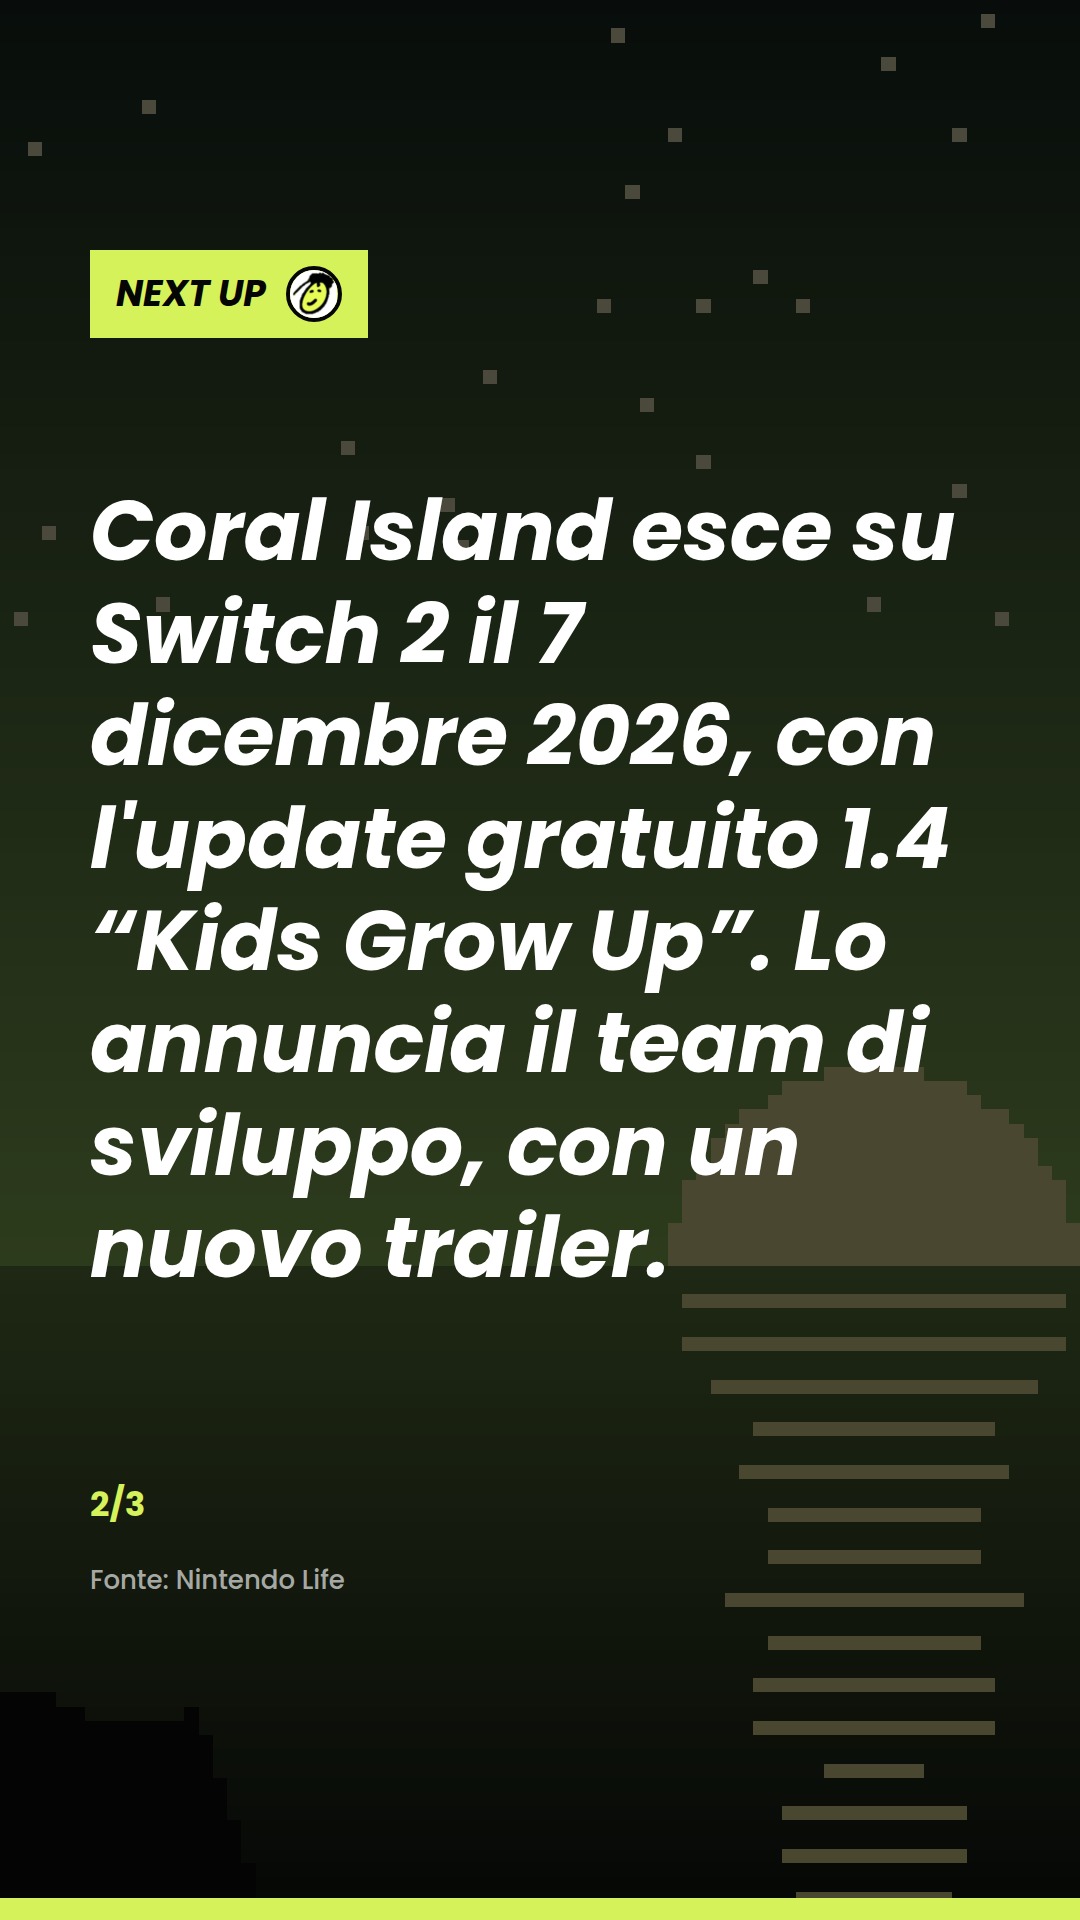 NEXT UP
Coral Island esce su
Switch 2 il 7
dicembre 2026, con
l'update gratuito 1.4
“Kids Grow Up”. Lo
annuncia il team di
sviluppo, con un
nuovo trailer.
2/3
Fonte: Nintendo Life